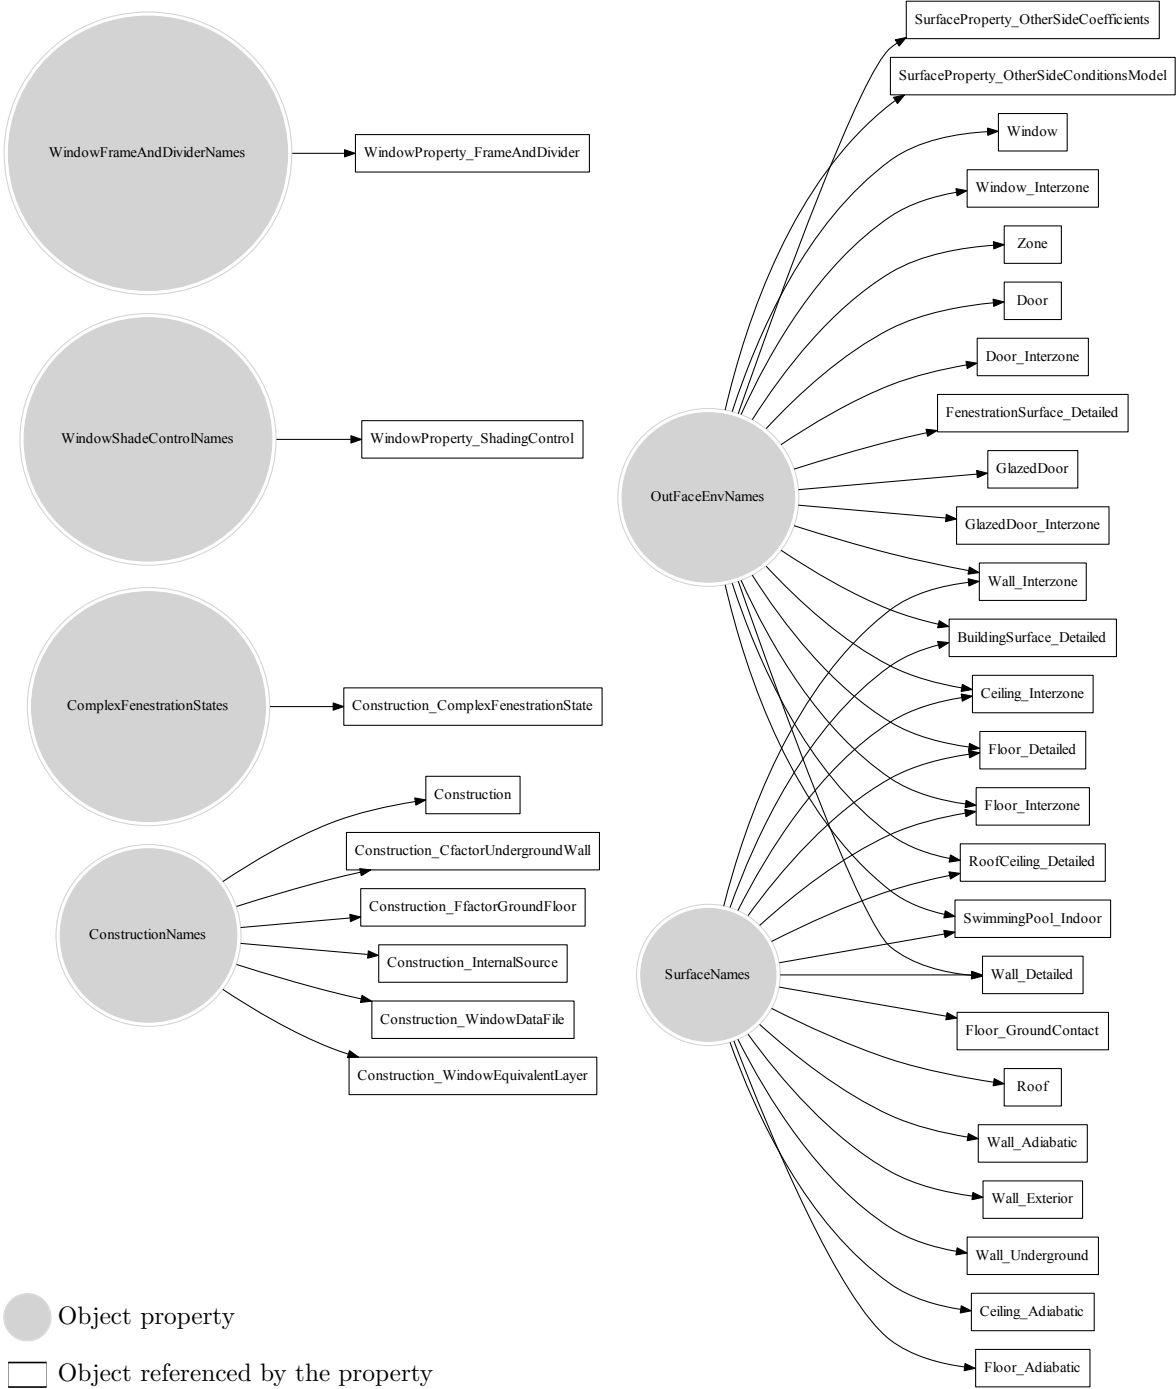 WindowFrameAndDividerNames
WindowProperty_FrameAndDivider
WindowShadeControlNames
WindowProperty_ShadingControl
ComplexFenestrationStates
Construction_ComplexFenestrationState
ConstructionNames
Construction
Construction_CfactorUndergroundWall
Construction_FfactorGroundFloor
Construction_InternalSource
Construction_WindowDataFile
Construction_WindowEquivalentLayer
OutFaceEnvNames
SurfaceNames
SurfaceProperty_OtherSideCoefficients
SurfaceProperty_OtherSideConditionsModel
Window
Window_Interzone
Zone
Door
Door_Interzone
FenestrationSurface_Detailed
GlazedDoor
GlazedDoor_Interzone
Wall_Interzone
BuildingSurface_Detailed
Ceiling_Interzone
Floor_Detailed
Floor_Interzone
RoofCeiling_Detailed
SwimmingPool_Indoor
Wall_Detailed
Floor_GroundContact
Roof
Wall_Adiabatic
Wall_Exterior
Wall_Underground
Ceiling_Adiabatic
Floor_Adiabatic
Object property
Object referenced by the property